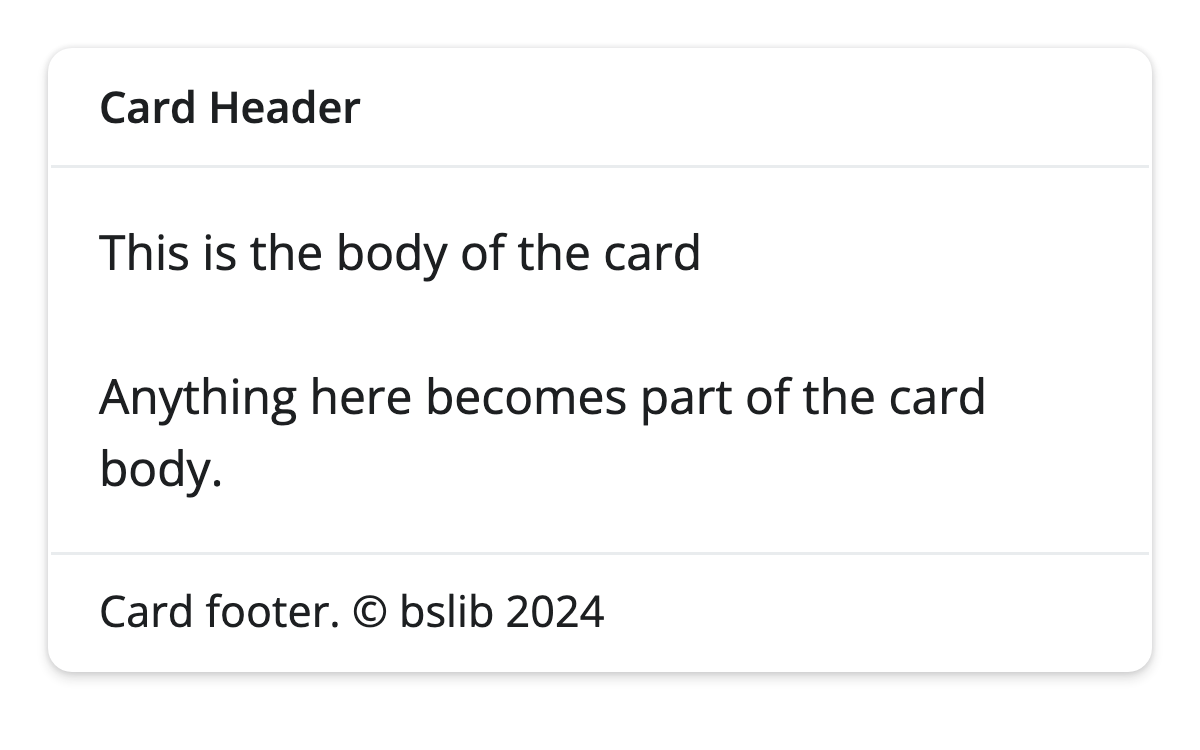 Card Header
This is the body of the card
Anything here becomes part of the card
body.
Card footer. © bslib 2024